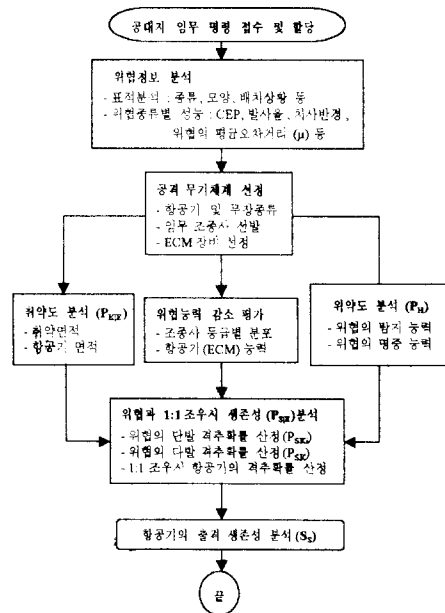 공대지 임무 명령 접수 및 할당
위협정보 분석
- 표적분석 : 종류, 모양, 배치상황 등
- 위협종류별 성능 : CEP, 발사율, 치사반경,
위협의 평균오차거리 (μ) 등
공격 무기체계 선정
- 항공기 및 무장종류
- 임무 조종사 선발
- ECM 장비 선정
취약도 분석 (P_K|E)
- 취약면적
- 항공기 면적
위협능력 감소 평가
- 조종사 등급별 분포
- 항공기 (ECM) 능력
위약도 분석 (P_H)
- 위협의 탐지 능력
- 위협의 명중 능력
위협과 1:1 조우시 생존성 (P_S|E)분석
- 위협의 단발 격추확률 산정(P_SKs)
- 위협의 다발 격추확률 산정(P_SK)
- 1:1 조우시 항공기의 격추확률 산정
항공기의 출격 생존성 분석 (S_S)
끝